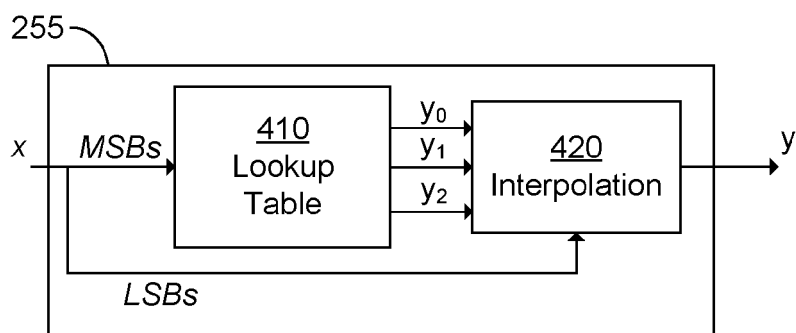 255
x
MSBs
410
Lookup
Table
y0
y1
y2
420
Interpolation
y
LSBs